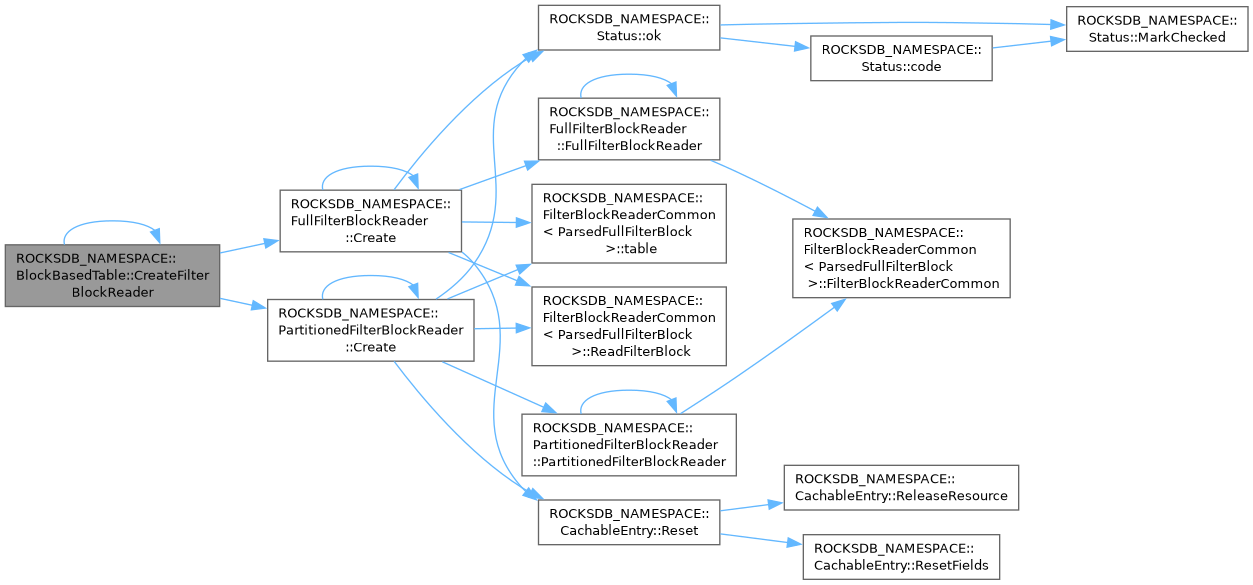 ROCKSDB_NAMESPACE::
BlockBasedTable::CreateFilter
BlockReader
ROCKSDB_NAMESPACE::
FullFilterBlockReader
::Create
ROCKSDB_NAMESPACE::
PartitionedFilterBlockReader
::Create
ROCKSDB_NAMESPACE::
Status::ok
ROCKSDB_NAMESPACE::
FullFilterBlockReader
::FullFilterBlockReader
ROCKSDB_NAMESPACE::
FilterBlockReaderCommon
< ParsedFullFilterBlock
>::table
ROCKSDB_NAMESPACE::
FilterBlockReaderCommon
< ParsedFullFilterBlock
>::ReadFilterBlock
ROCKSDB_NAMESPACE::
PartitionedFilterBlockReader
::PartitionedFilterBlockReader
ROCKSDB_NAMESPACE::
CachableEntry::Reset
ROCKSDB_NAMESPACE::
Status::code
ROCKSDB_NAMESPACE::
FilterBlockReaderCommon
< ParsedFullFilterBlock
>::FilterBlockReaderCommon
ROCKSDB_NAMESPACE::
CachableEntry::ReleaseResource
ROCKSDB_NAMESPACE::
CachableEntry::ResetFields
ROCKSDB_NAMESPACE::
Status::MarkChecked